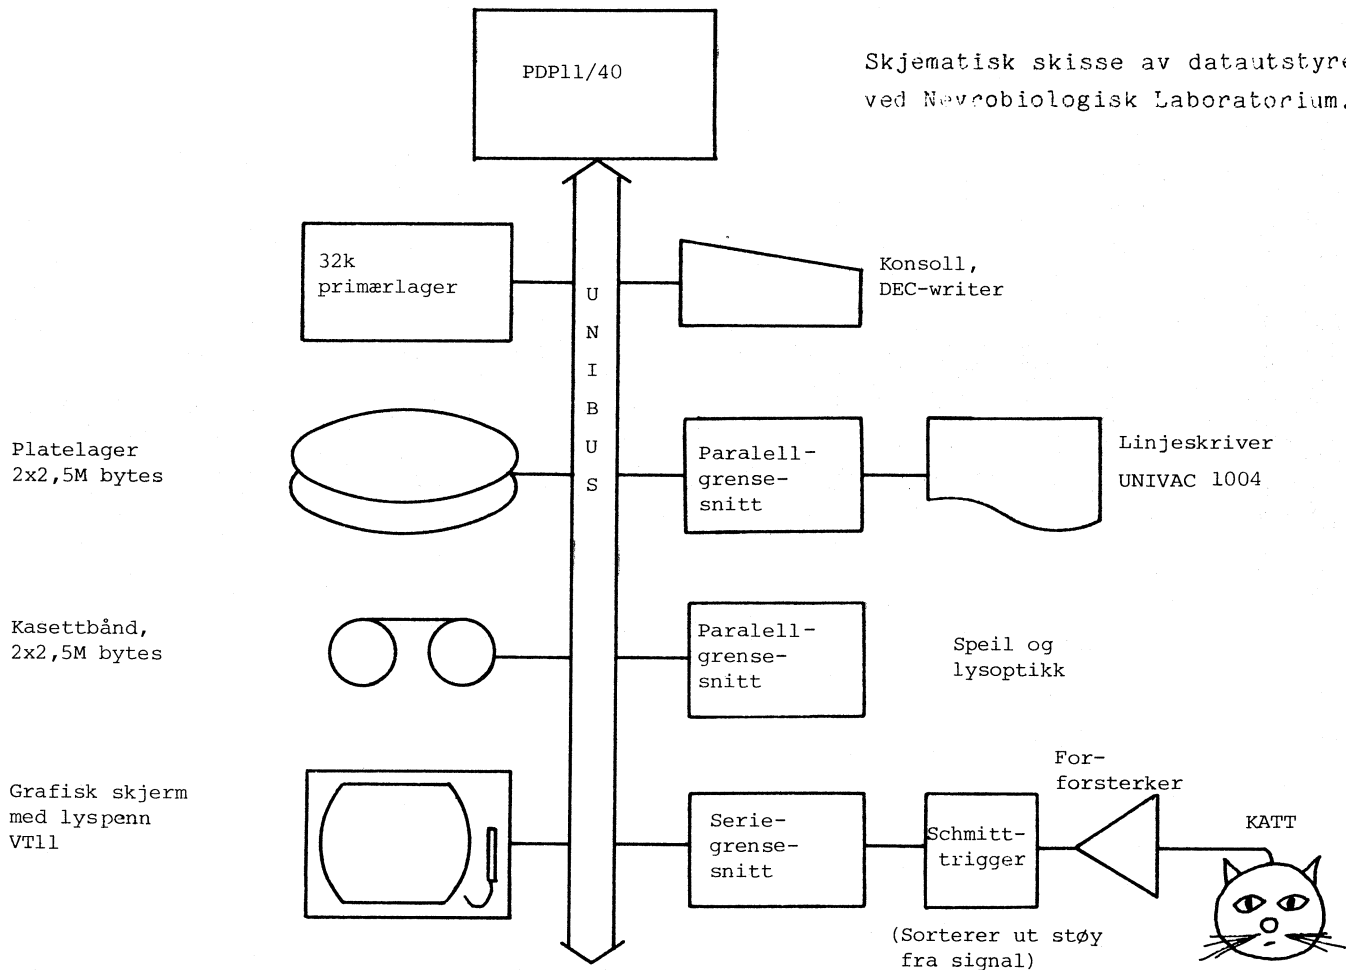 PDP11/40
Skjematisk skisse av datautstyre
ved Nevrobiologisk Laboratorium.
32k
primærlager
UNIBUS
Konsoll,
DEC-writer
Platelager
2x2,5M bytes
Paralell-
grense-
snitt
Linjeskriver
UNIVAC 1004
Kasettbånd,
2x2,5M bytes
Paralell-
grense-
snitt
Speil og
lysoptikk
Grafisk skjerm
med lyspenn
VT11
Serie-
grense-
snitt
Schmitt-
trigger
(Sorterer ut støy
fra signal)
For-
forsterker
KATT